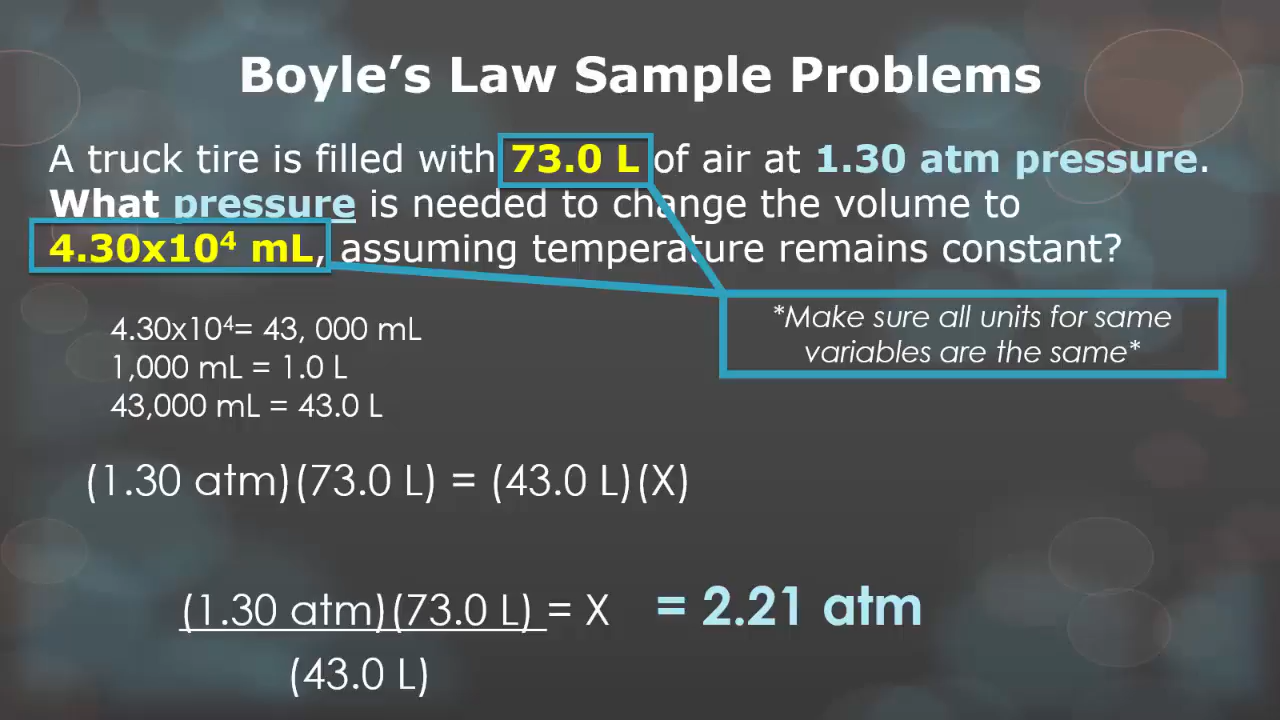 Boyle's Law Sample Problems
A truck tire is filled with 73.0 L of air at 1.30 atm pressure.
What pressure is needed to change the volume to
4.30x10⁴ mL, assuming temperature remains constant?
*Make sure all units for same
variables are the same*
4.30x10⁴= 43, 000 mL
1,000 mL = 1.0 L
43,000 mL = 43.0 L
(1.30 atm)(73.0 L) = (43.0 L)(X)
(1.30 atm)(73.0 L) = X = 2.21 atm
(43.0 L)